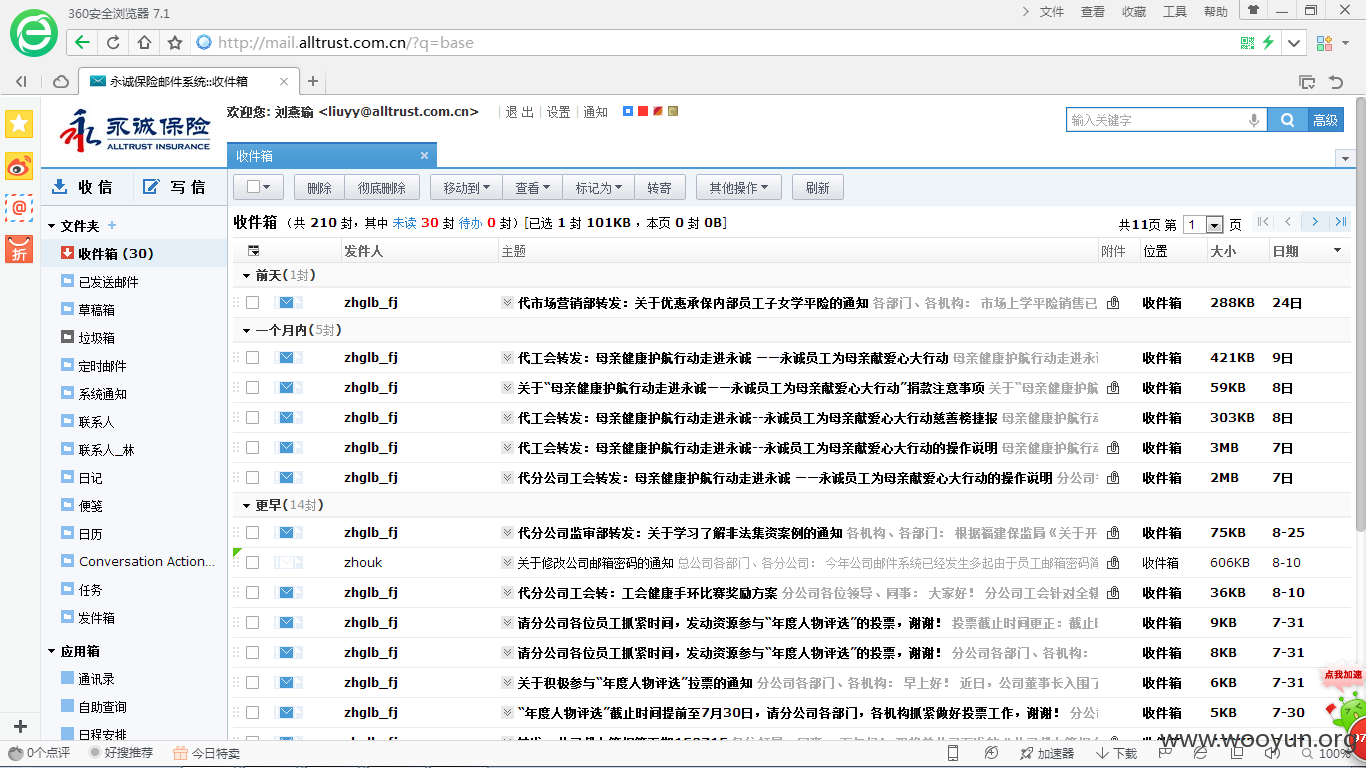 360安全浏览器 7.1
文件 查看 收藏 工具 帮助
http://mail.alltrust.com.cn/?q=base
永诚保险邮件系统::收件箱
永诚保险
ALLTRUST INSURANCE
欢迎您: 刘燕瑜 <liuyy@alltrust.com.cn> | 退 出 | 设置 | 通知
输入关键字 高级
收件箱
收 信 写 信
删除 彻底删除 移动到 查看 标记为 转寄 其他操作 刷新
收件箱 （共 210 封，其中 未读 30 封 待办 0 封）[已选 1 封 101KB，本页 0 封 0B]
共11页 第 1 页
发件人 主题 附件 位置 大小 日期
前天(1封)
zhglb_fj 代市场营销部转发：关于优惠承保内部员工子女学平险的通知 各部门、各机构： 市场上学平险销售已 收件箱 288KB 24日
一个月内(5封)
zhglb_fj 代工会转发：母亲健康护航行动走进永诚 ——永诚员工为母亲献爱心大行动 母亲健康护航行动走进永 收件箱 421KB 9日
zhglb_fj 关于“母亲健康护航行动走进永诚——永诚员工为母亲献爱心大行动”捐款注意事项 关于“母亲健康护航 收件箱 59KB 8日
zhglb_fj 代工会转发：母亲健康护航行动走进永诚--永诚员工为母亲献爱心大行动慈善榜捷报 母亲健康护航行动 收件箱 303KB 8日
zhglb_fj 代工会转发：母亲健康护航行动走进永诚--永诚员工为母亲献爱心大行动的操作说明 母亲健康护航行动 收件箱 3MB 7日
zhglb_fj 代分公司工会转发：母亲健康护航行动走进永诚 ——永诚员工为母亲献爱心大行动的操作说明 分公司 收件箱 2MB 7日
更早(14封)
zhglb_fj 代分公司监审部转发：关于学习了解非法集资案例的通知 各机构、各部门： 根据福建保监局《关于开 收件箱 75KB 8-25
zhouk 关于修改公司邮箱密码的通知 总公司各部门、各分公司： 今年公司邮件系统已经发生多起由于员工邮箱密码简 收件箱 606KB 8-10
zhglb_fj 代分公司工会转：工会健康手环比赛奖励方案 分公司各位领导、同事： 大家好！ 分公司工会针对全 收件箱 36KB 8-10
zhglb_fj 请分公司各位员工抓紧时间，发动资源参与“年度人物评选”的投票，谢谢！ 投票截止时间更正：截止 收件箱 9KB 7-31
zhglb_fj 请分公司各位员工抓紧时间，发动资源参与“年度人物评选”的投票，谢谢！ 分公司各部门、各机构： 收件箱 8KB 7-31
zhglb_fj 关于积极参与“年度人物评选”拉票的通知 分公司各部门、各机构： 早上好！ 近日，公司董事长入围了 收件箱 6KB 7-31
zhglb_fj “年度人物评选”截止时间提前至7月30日，请分公司各部门，各机构抓紧做好投票工作，谢谢！ 分公 收件箱 5KB 7-30
文件夹
收件箱 (30)
已发送邮件
草稿箱
垃圾箱
定时邮件
系统通知
联系人
联系人_林
日记
便笺
日历
Conversation Action...
任务
发件箱
应用箱
通讯录
自助查询
日程安排
折
点我加速
0个点评 好搜推荐 今日特卖 加速器 下载 100%
www.wooyun.org